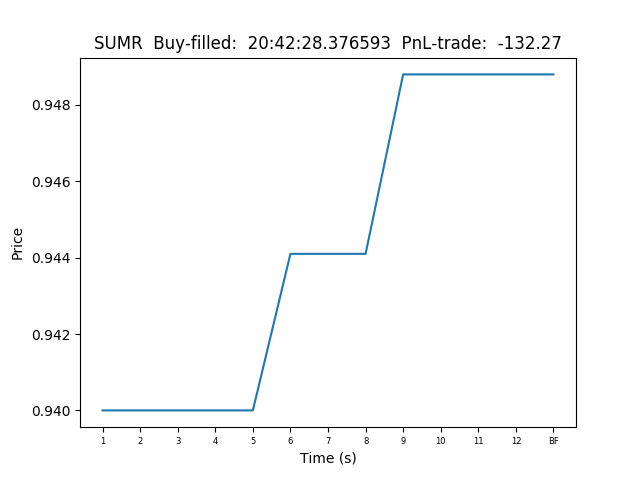 SUMR  Buy-filled:  20:42:28.376593  PnL-trade:  -132.27
Price
0.948
0.946
0.944
0.942
0.940
1 2 3 4 5 6 7 8 9 10 11 12 BF
Time (s)